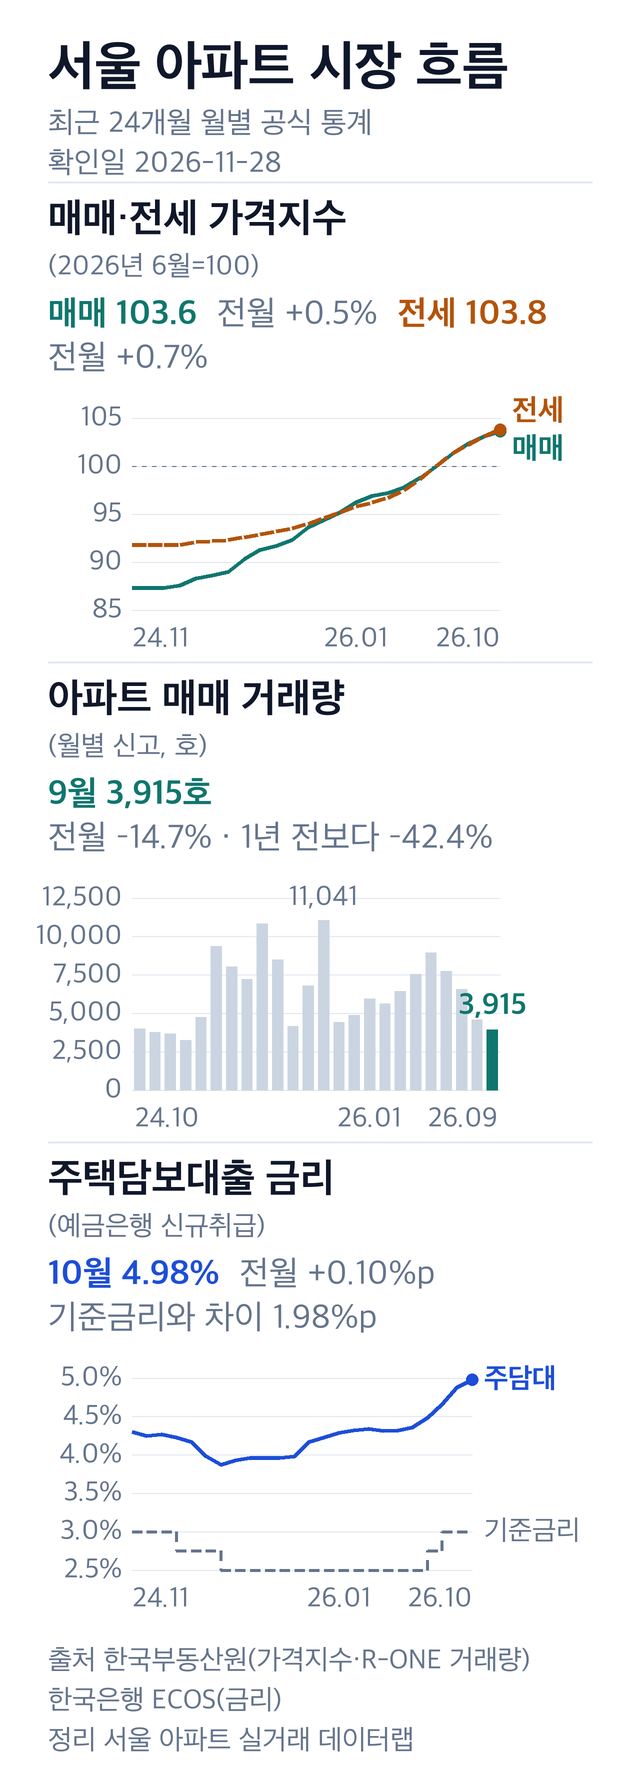 서울 아파트 시장 흐름
최근 24개월 월별 공식 통계
확인일 2026-11-28
매매·전세 가격지수
(2026년 6월=100)
매매 103.6 전월 +0.5% 전세 103.8
전월 +0.7%
105
전세
매매
100
95
90
85
24.11 26.01 26.10
아파트 매매 거래량
(월별 신고, 호)
9월 3,915호
전월 -14.7% · 1년 전보다 -42.4%
12,500
11,041
10,000
7,500
5,000
3,915
2,500
0
24.10 26.01 26.09
주택담보대출 금리
(예금은행 신규취급)
10월 4.98% 전월 +0.10%p
기준금리와 차이 1.98%p
5.0%
주담대
4.5%
4.0%
3.5%
3.0%
기준금리
2.5%
24.11 26.01 26.10
출처 한국부동산원(가격지수·R-ONE 거래량)
한국은행 ECOS(금리)
정리 서울 아파트 실거래 데이터랩